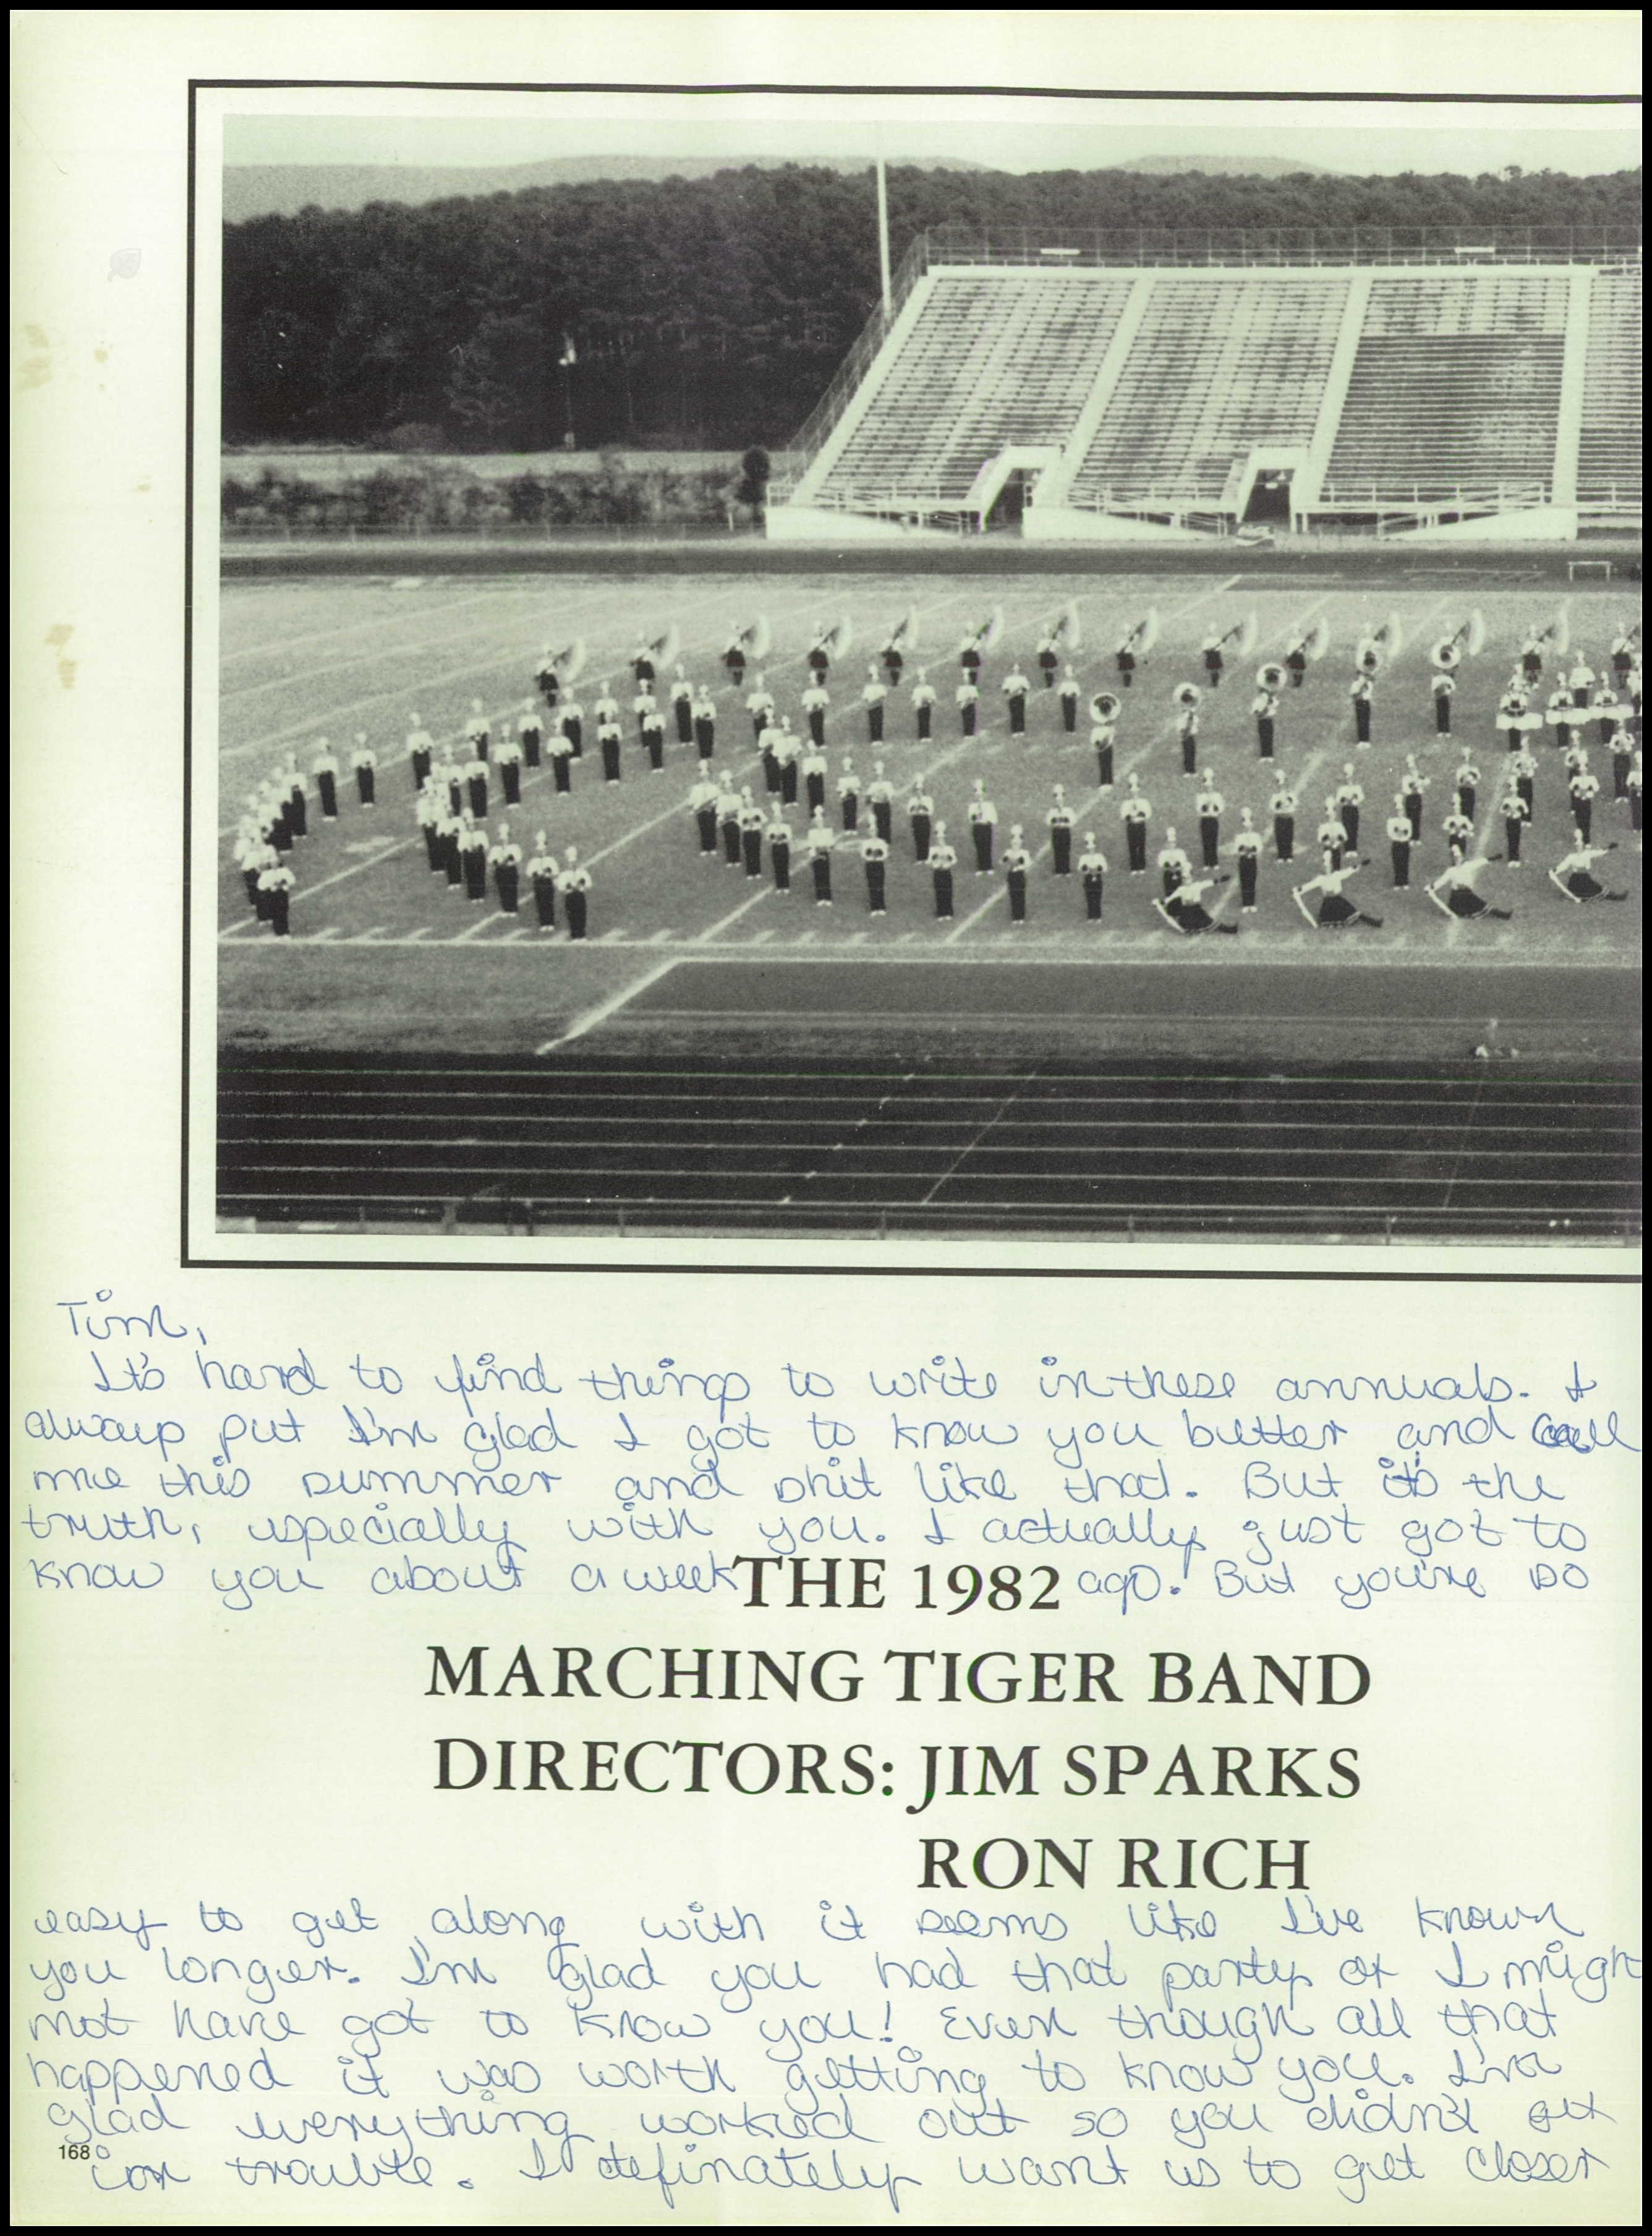 Tim,
It's hard to find things to write in these annuals. I
always put I'm glad I got to know you better and call
me this summer and shit like that. But it's the
truth, especially with you. I actually just got to
know you about a week THE 1982 ago. But you're so
MARCHING TIGER BAND
DIRECTORS: JIM SPARKS
RON RICH
easy to get along with it seems like I've known
you longer. I'm glad you had that party or I might
not have got to know you! Even though all that
happened it was worth getting to know you. I'm
glad everything worked out so you didn't get
168
in trouble. I definately want us to get closer